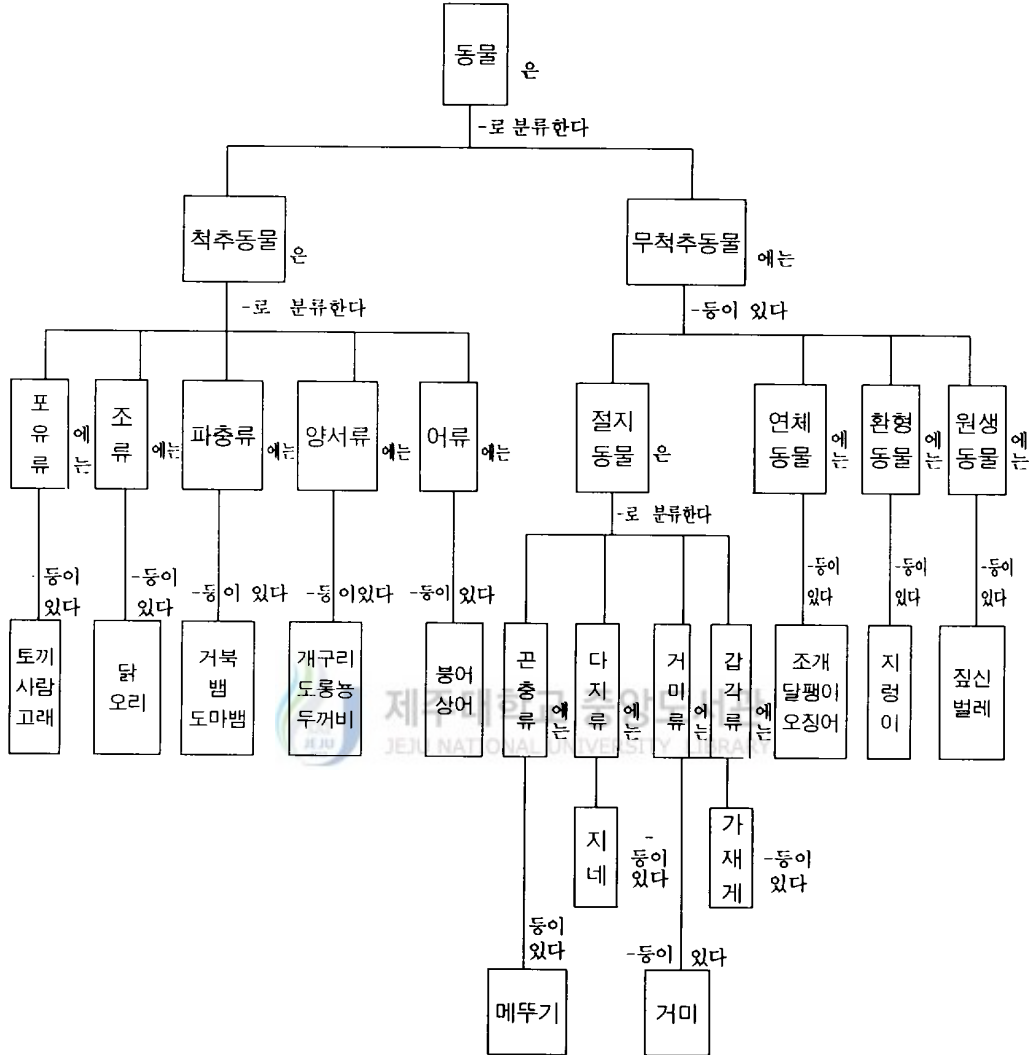 동물
은
-로 분류한다
척추동물
은
무척추동물
에는
-로 분류한다
-등이 있다
포
유
류
에
는
조
류
에는
파충류
에는
양서류
에는
어류
에는
절지
동물
은
연체
동물
에
는
환형
동물
에
는
원생
동물
에
는
-로 분류한다
-등이
있다
-등이
있다
-등이 있다
-등이있다
-등이 있다
-등이
있다
-등이
있다
-등이
있다
토끼
사람
고래
닭
오리
거북
뱀
도마뱀
개구리
도롱뇽
두꺼비
붕어
상어
곤
충
류
에
는
다
지
류
에
는
거
미
류
에
는
갑
각
류
에
는
조개
달팽이
오징어
지
렁
이
짚신
벌레
제주대학교 중앙도서관
JEJU NATIONAL UNIVERSITY LIBRARY
JEJU
지
네
-
등이
있다
가
재
게
-등이
있다
등이
있다
-등이 있다
메뚜기
거미